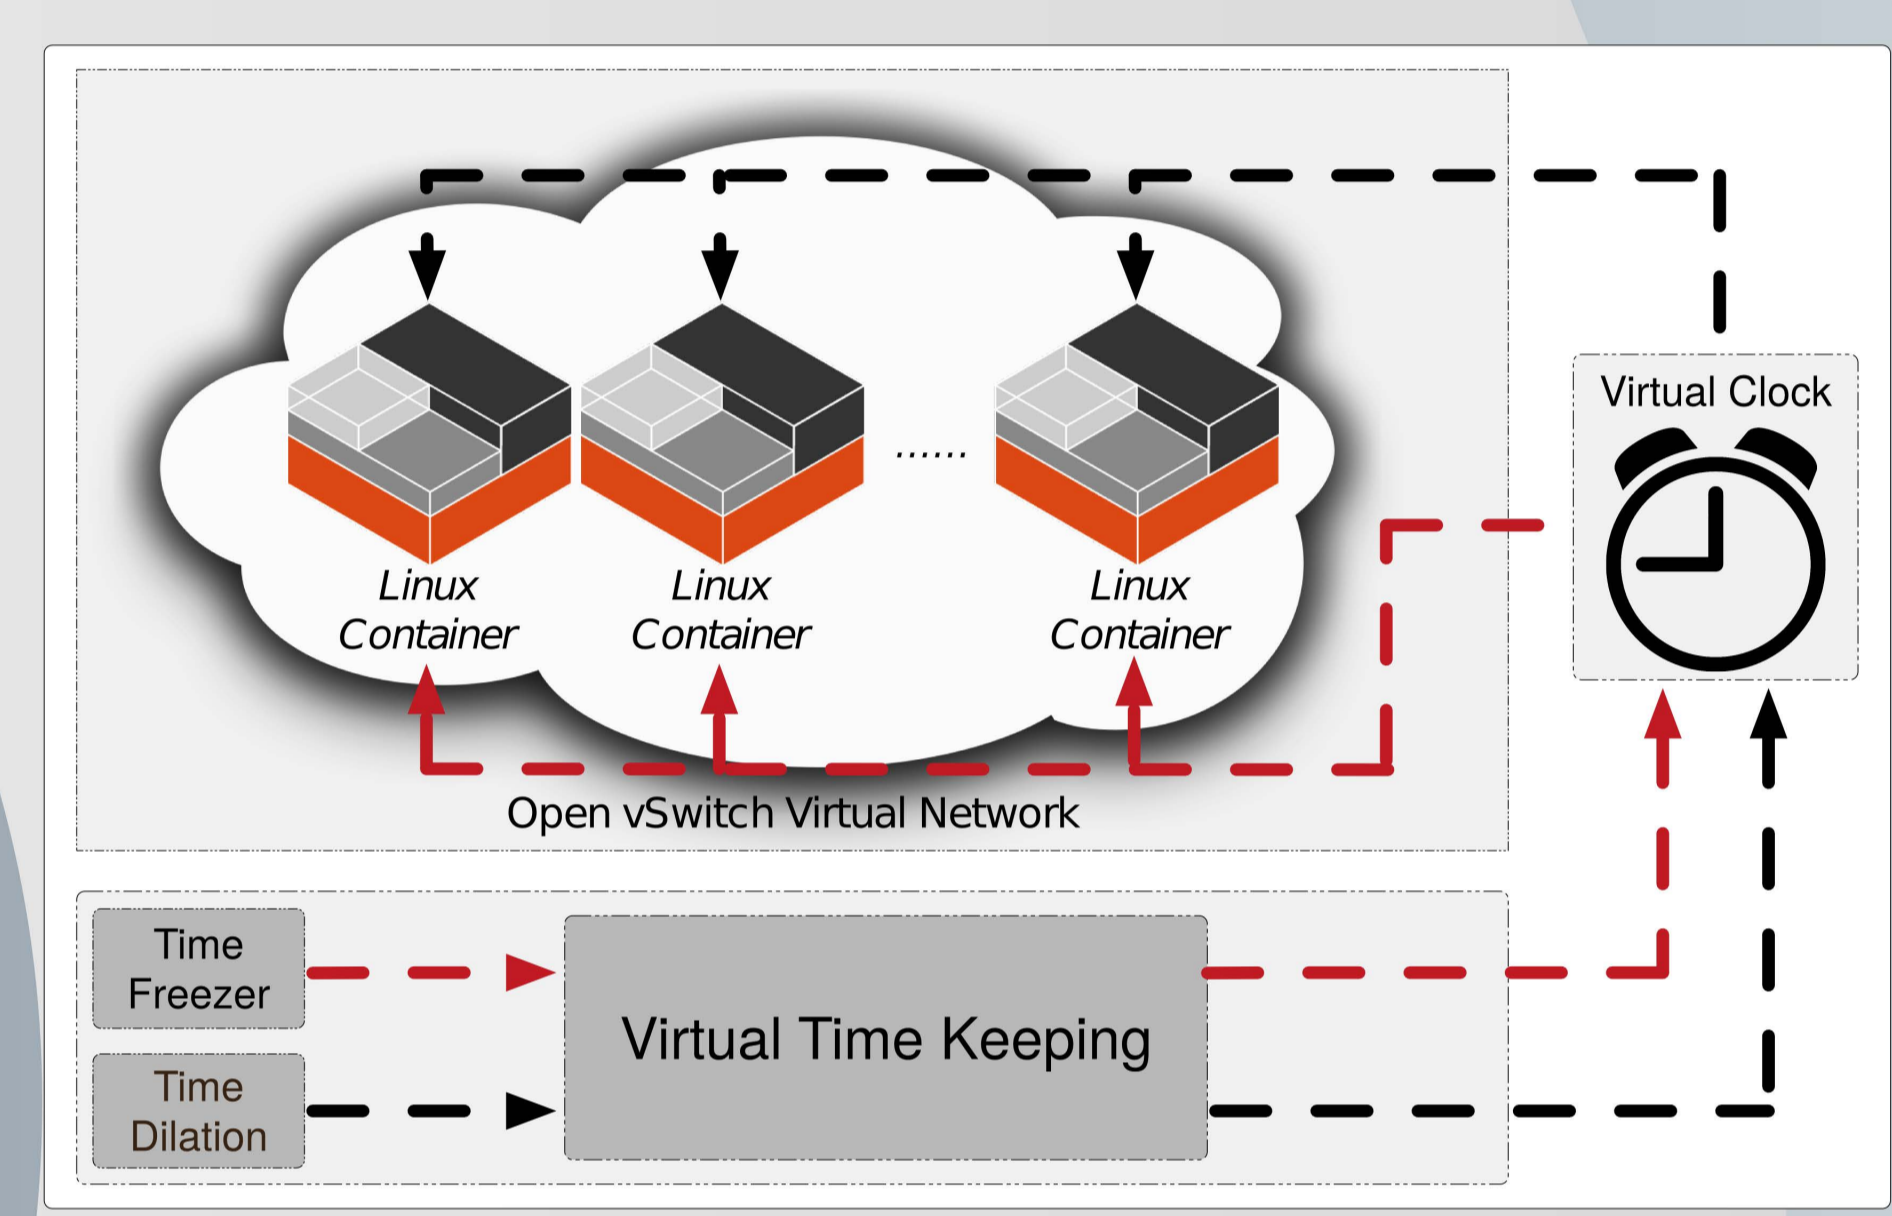 Virtual Clock
......
Linux
Container
Linux
Container
Linux
Container
Open vSwitch Virtual Network
Time
Freezer
Virtual Time Keeping
Time
Dilation